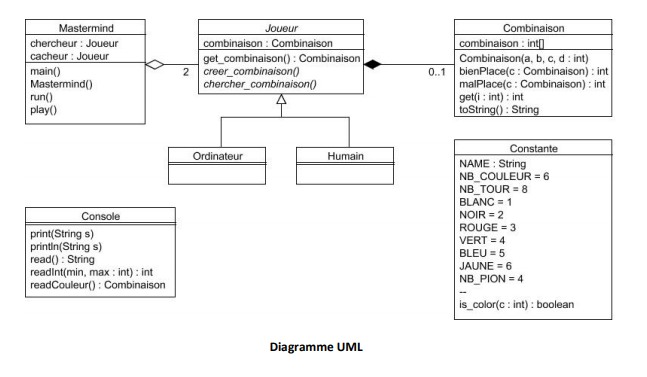 Mastermind
chercheur : Joueur
cacheur : Joueur
main()
Mastermind()
run()
play()
2
Joueur
combinaison : Combinaison
get_combinaison() : Combinaison
creer_combinaison()
chercher_combinaison()
0..1
Combinaison
combinaison : int[]
Combinaison(a, b, c, d : int)
bienPlace(c : Combinaison) : int
malPlace(c : Combinaison) : int
get(i : int) : int
toString() : String
Ordinateur
Humain
Constante
NAME : String
NB_COULEUR = 6
NB_TOUR = 8
BLANC = 1
NOIR = 2
ROUGE = 3
VERT = 4
BLEU = 5
JAUNE = 6
NB_PION = 4
--
is_color(c : int) : boolean
Console
print(String s)
println(String s)
read() : String
readInt(min, max : int) : int
readCouleur() : Combinaison
Diagramme UML